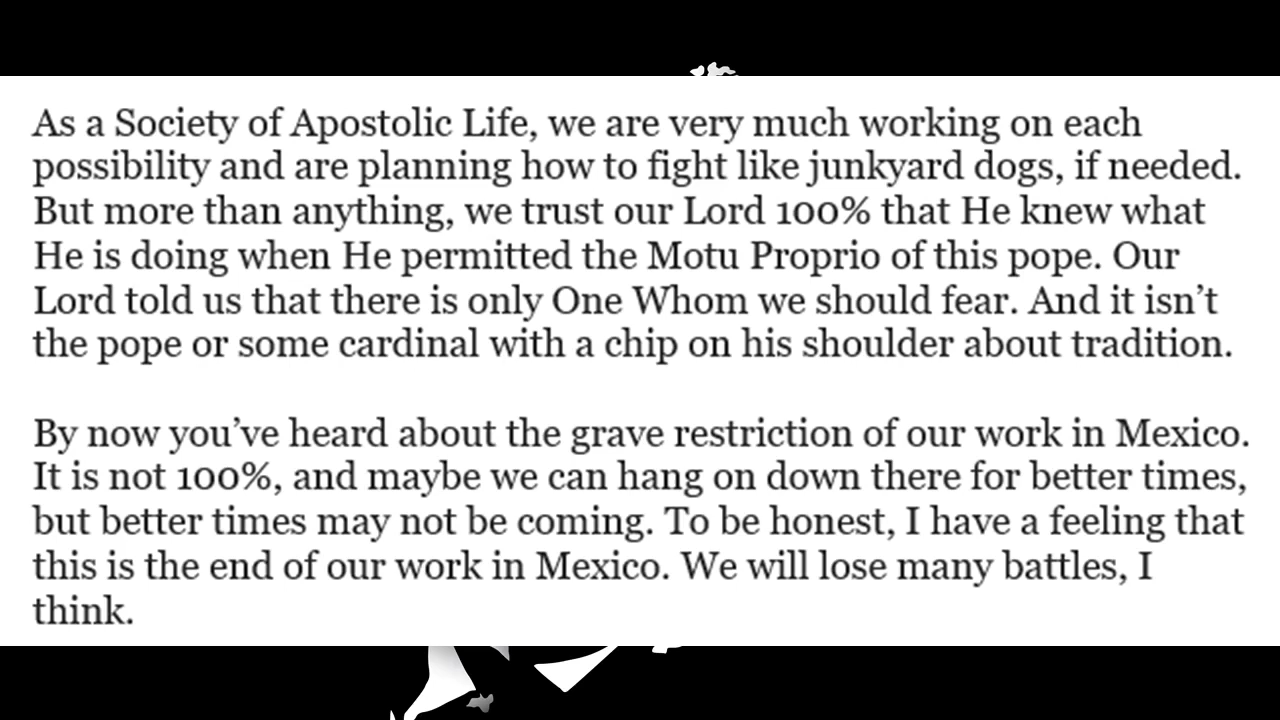 As a Society of Apostolic Life, we are very much working on each
possibility and are planning how to fight like junkyard dogs, if needed.
But more than anything, we trust our Lord 100% that He knew what
He is doing when He permitted the Motu Proprio of this pope. Our
Lord told us that there is only One Whom we should fear. And it isn’t
the pope or some cardinal with a chip on his shoulder about tradition.
By now you’ve heard about the grave restriction of our work in Mexico.
It is not 100%, and maybe we can hang on down there for better times,
but better times may not be coming. To be honest, I have a feeling that
this is the end of our work in Mexico. We will lose many battles, I
think.